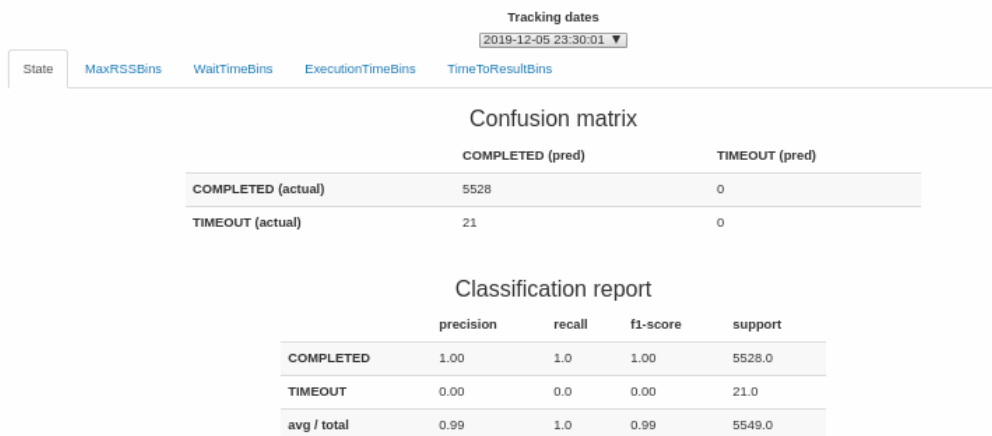 Tracking dates
2019-12-05 23:30:01 ▼
State MaxRSSBins WaitTimeBins ExecutionTimeBins TimeToResultBins
Confusion matrix
COMPLETED (pred) TIMEOUT (pred)
COMPLETED (actual) 5528 0
TIMEOUT (actual) 21 0
Classification report
precision recall f1-score support
COMPLETED 1.00 1.0 1.00 5528.0
TIMEOUT 0.00 0.0 0.00 21.0
avg / total 0.99 1.0 0.99 5549.0